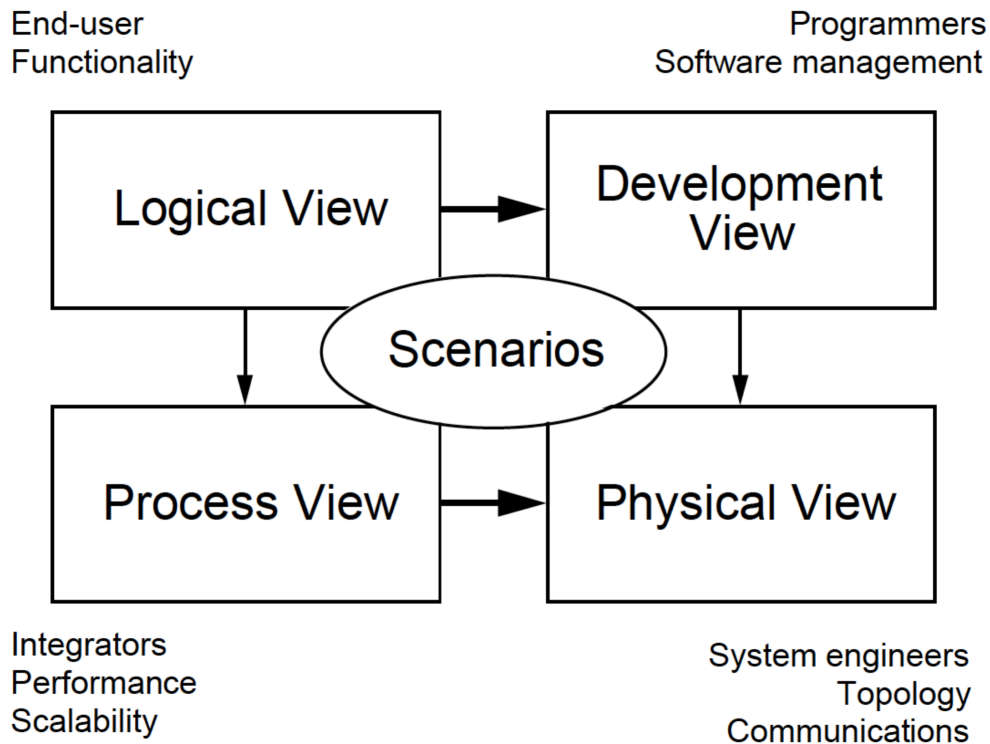 End-user
Functionality
Programmers
Software management
Logical View
Development
View
Scenarios
Process View
Physical View
Integrators
Performance
Scalability
System engineers
Topology
Communications